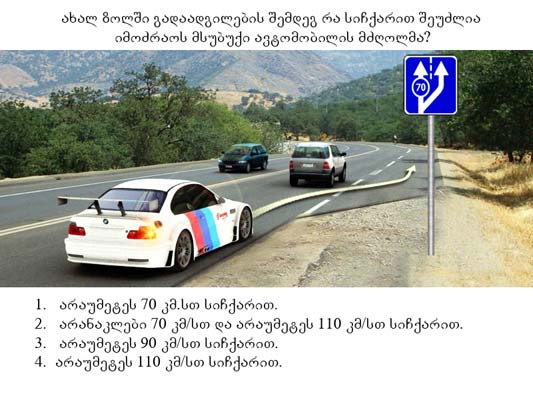 ახალ ზოლში გადაადგილების შემდეგ რა სიჩქარით შეუძლია
იმოძრაოს მსუბუქი ავტომობილის მძღოლმა?
70
1. არაუმეტეს 70 კმ.სთ სიჩქარით.
2. არანაკლები 70 კმ/სთ და არაუმეტეს 110 კმ/სთ სიჩქარით.
3. არაუმეტეს 90 კმ/სთ სიჩქარით.
4. არაუმეტეს 110 კმ/სთ სიჩქარით.